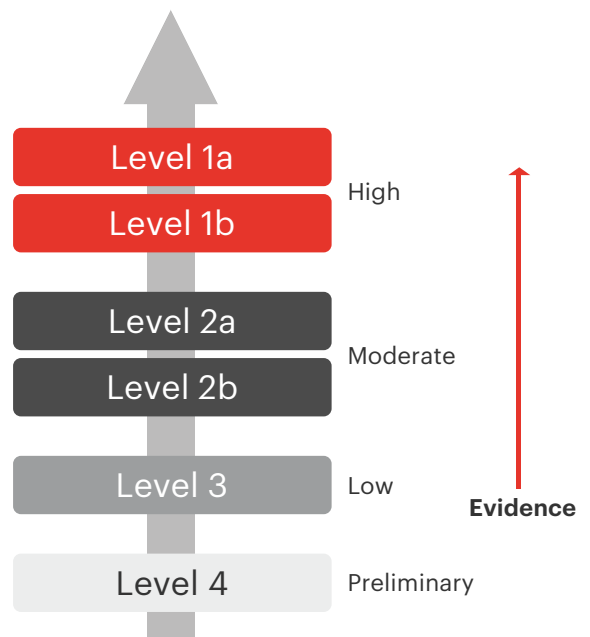 Level 1a
Level 1b
High
Level 2a
Level 2b
Moderate
Level 3
Low
Evidence
Level 4
Preliminary